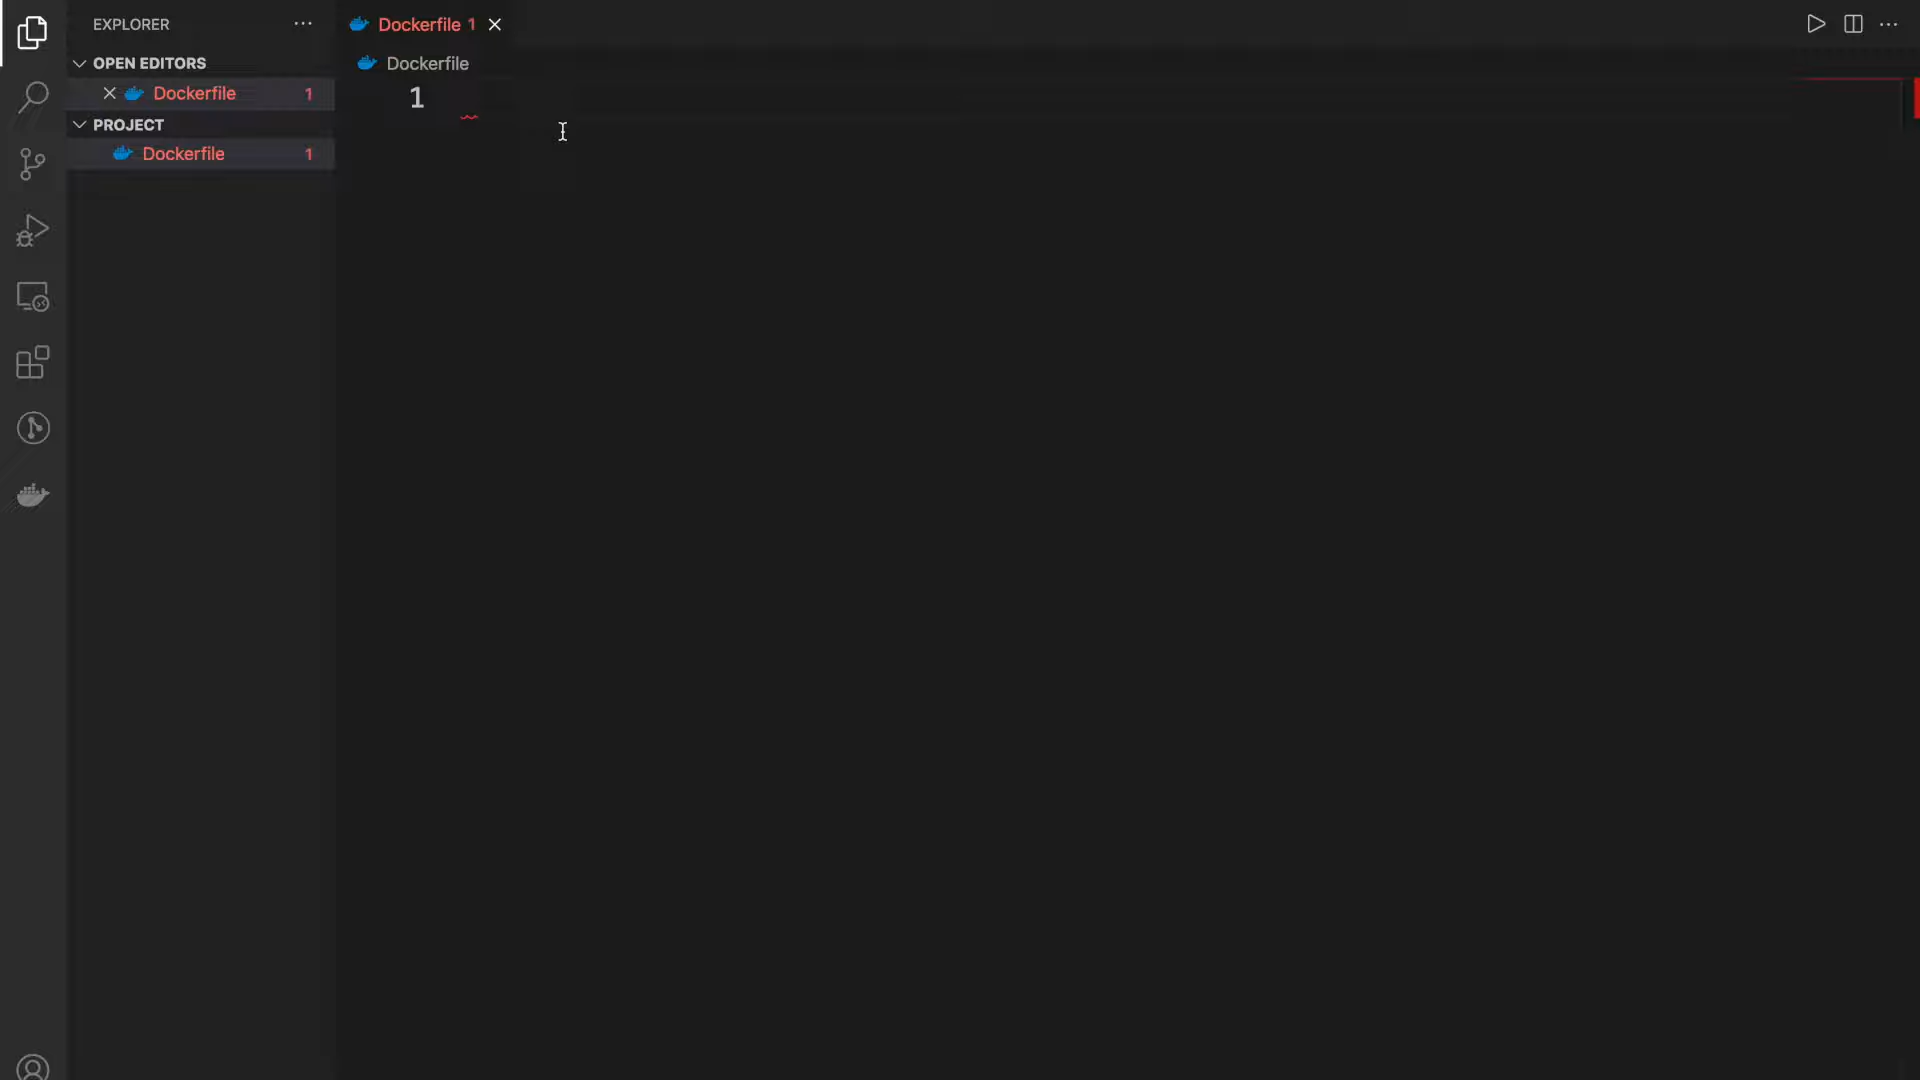 EXPLORER
OPEN EDITORS
Dockerfile 1
PROJECT
Dockerfile 1
Dockerfile 1
Dockerfile
1